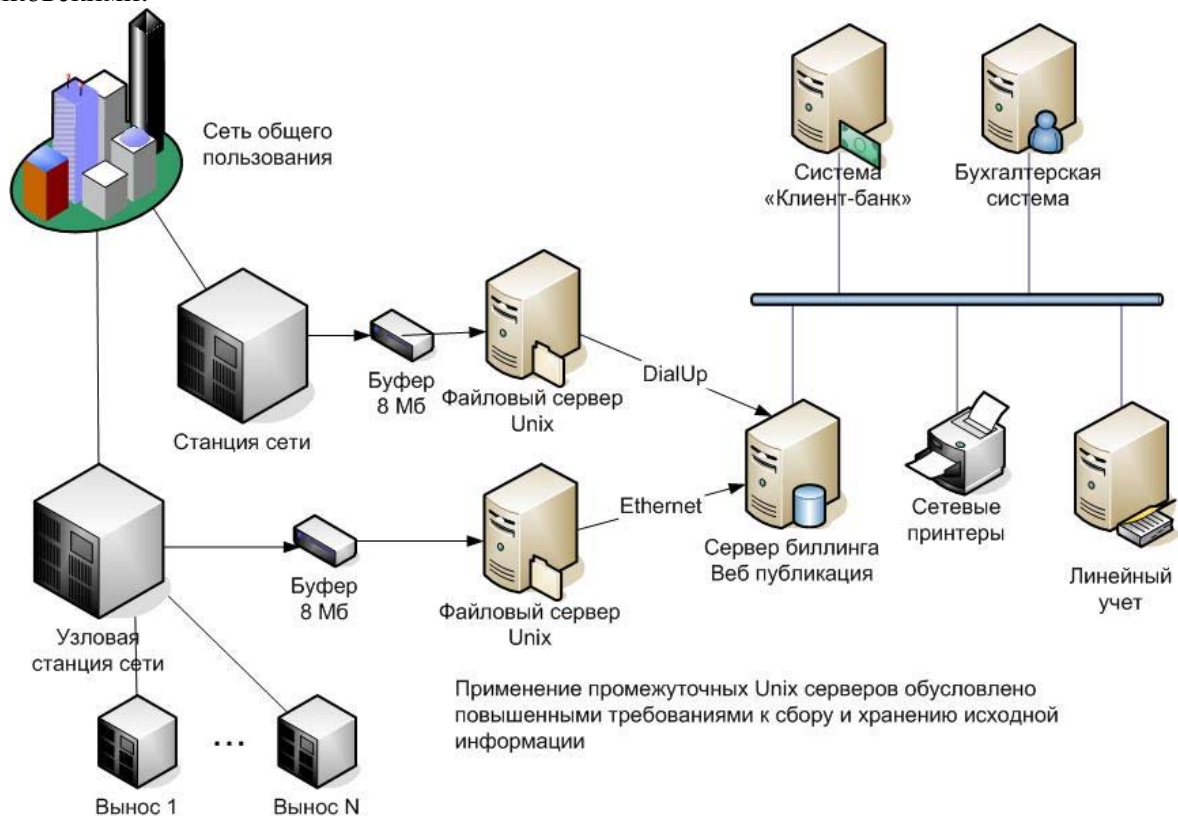 Сеть общего
пользования
Система
«Клиент-банк»
Бухгалтерская
система
Станция сети
Буфер
8 Мб
Файловый сервер
Unix
DialUp
Узловая
станция сети
Буфер
8 Мб
Файловый сервер
Unix
Ethernet
Сервер биллинга
Веб публикация
Сетевые
принтеры
Линейный
учет
Применение промежуточных Unix серверов обусловлено
повышенными требованиями к сбору и хранению исходной
информации
Вынос 1
...
Вынос N